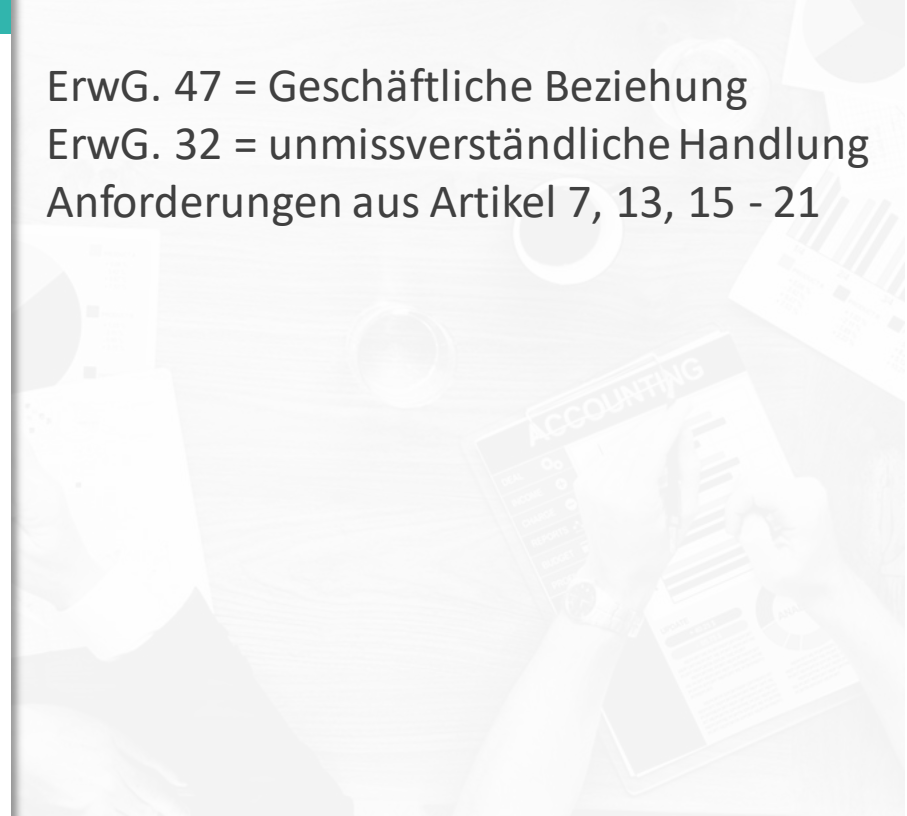 ErwG. 47 = Geschäftliche Beziehung
ErwG. 32 = unmissverständliche Handlung
Anforderungen aus Artikel 7, 13, 15 - 21
ACCOUNTING